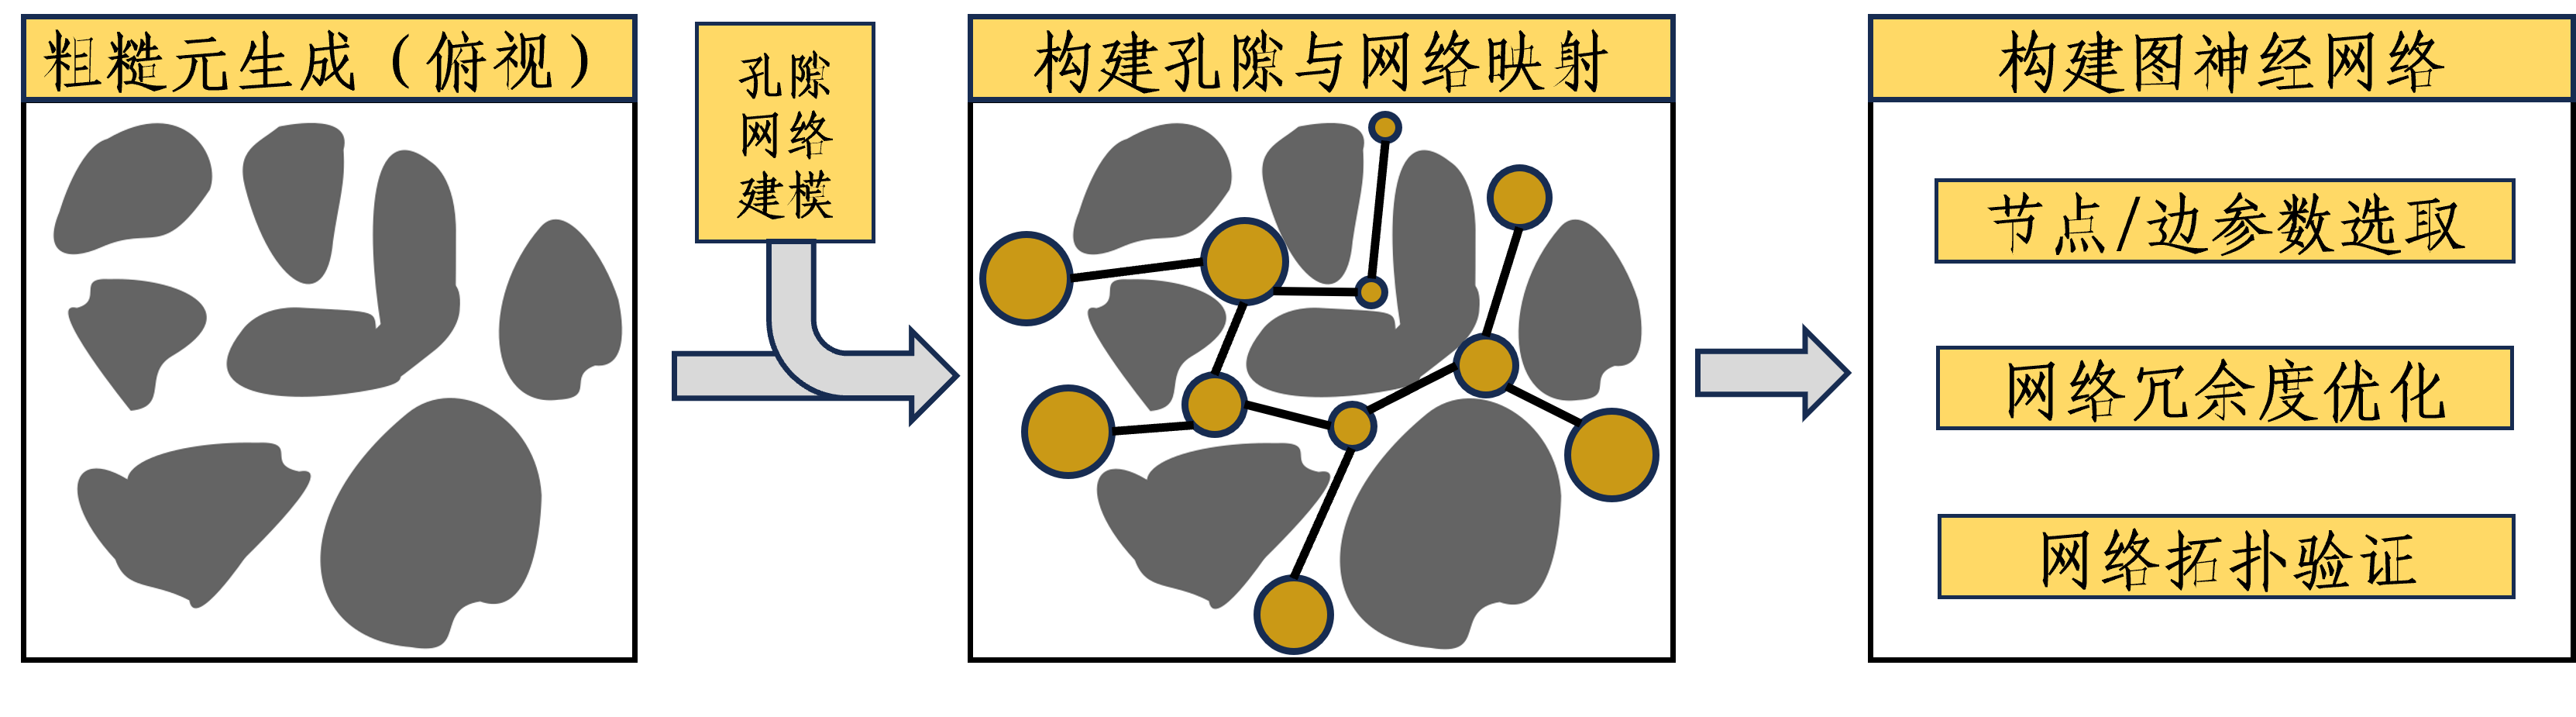 粗糙元生成（俯视）
孔隙
网络
建模
构建孔隙与网络映射
构建图神经网络
节点/边参数选取
网络冗余度优化
网络拓扑验证